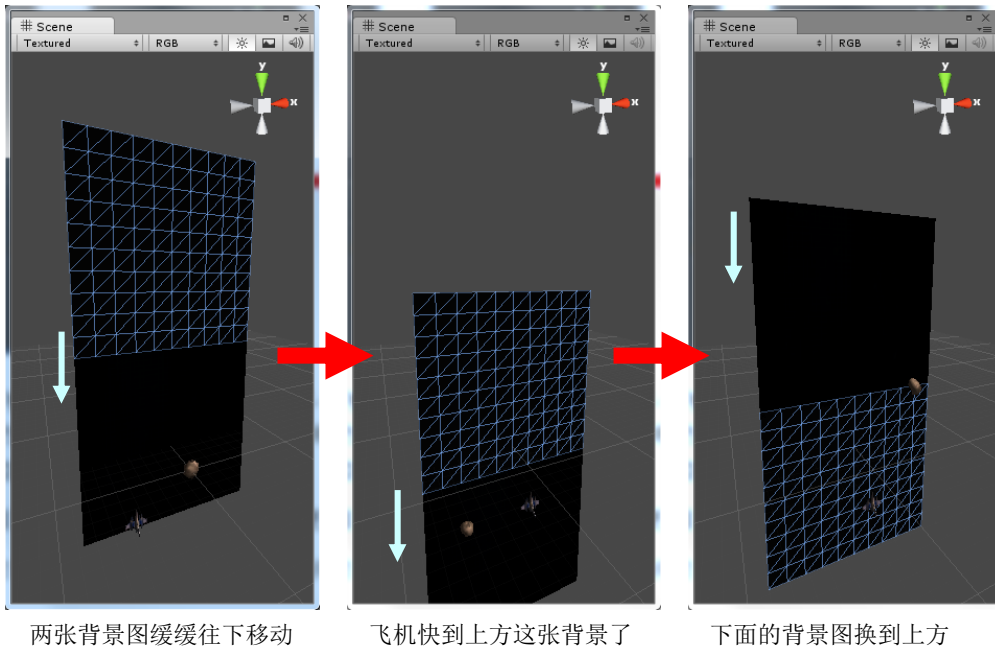 Scene
Textured
RGB
y
x
Scene
Textured
RGB
y
x
Scene
Textured
RGB
y
x
两张背景图缓缓往下移动
飞机快到上方这张背景了
下面的背景图换到上方